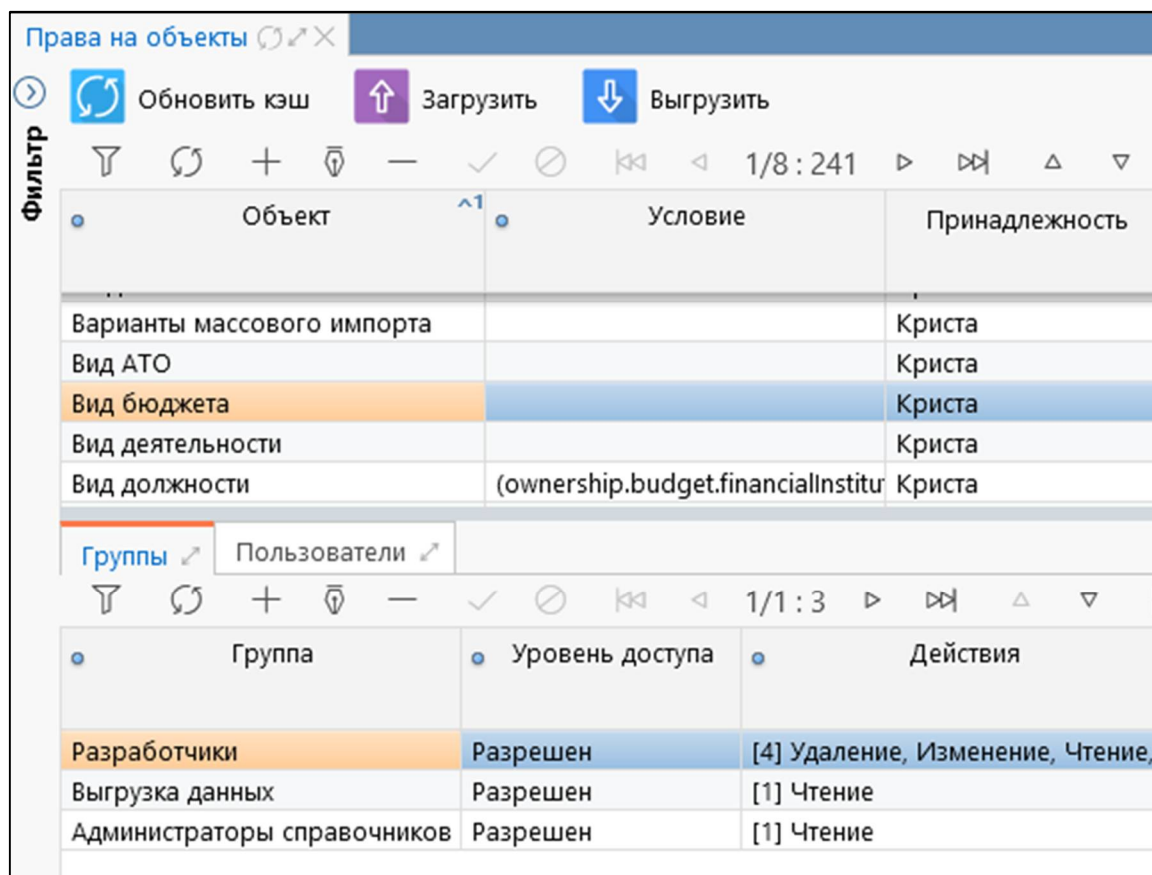 Права на объекты
Обновить кэш Загрузить Выгрузить
Фильтр
1/8 : 241
Объект ^1 Условие Принадлежность
Варианты массового импорта Криста
Вид АТО Криста
Вид бюджета Криста
Вид деятельности Криста
Вид должности (ownership.budget.financialInstitu Криста
Группы Пользователи
1/1 : 3
Группа Уровень доступа Действия
Разработчики Разрешен [4] Удаление, Изменение, Чтение,
Выгрузка данных Разрешен [1] Чтение
Администраторы справочников Разрешен [1] Чтение